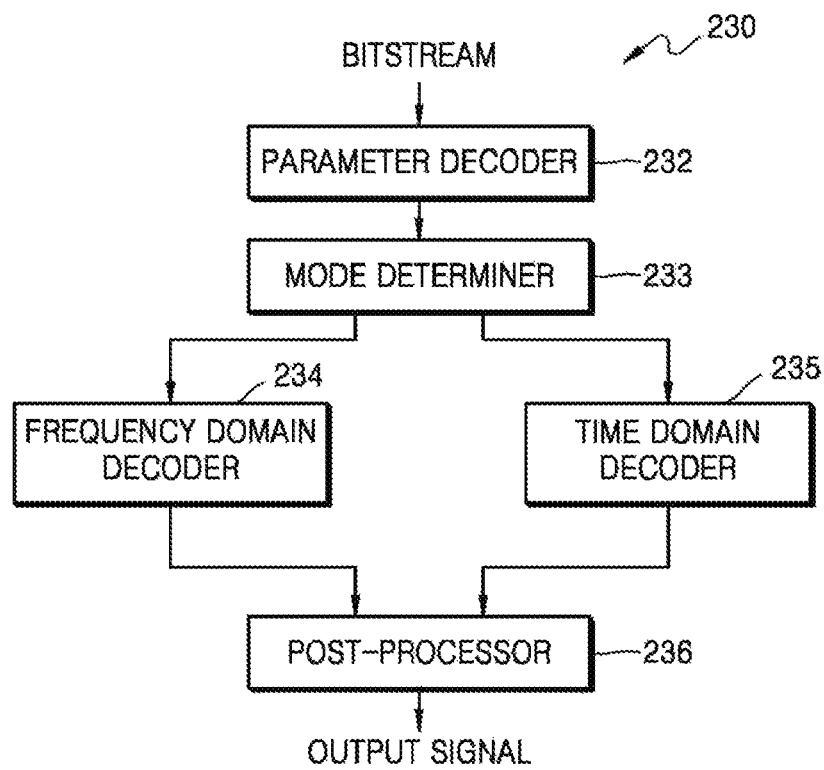 230
BITSTREAM
PARAMETER DECODER
232
MODE DETERMINER
233
234
235
FREQUENCY DOMAIN
DECODER
TIME DOMAIN
DECODER
POST-PROCESSOR
236
OUTPUT SIGNAL